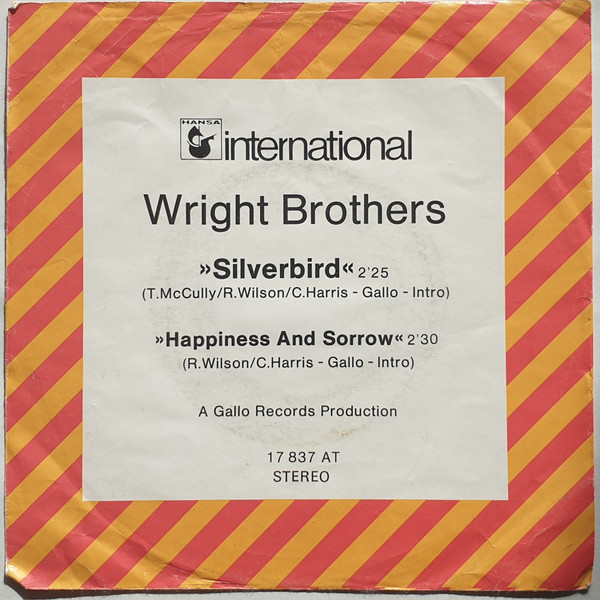 HANSA
international
Wright Brothers
»Silverbird« 2'25
(T.McCully/R.Wilson/C.Harris - Gallo - Intro)
»Happiness And Sorrow« 2'30
(R.Wilson/C.Harris - Gallo - Intro)
A Gallo Records Production
17 837 AT
STEREO